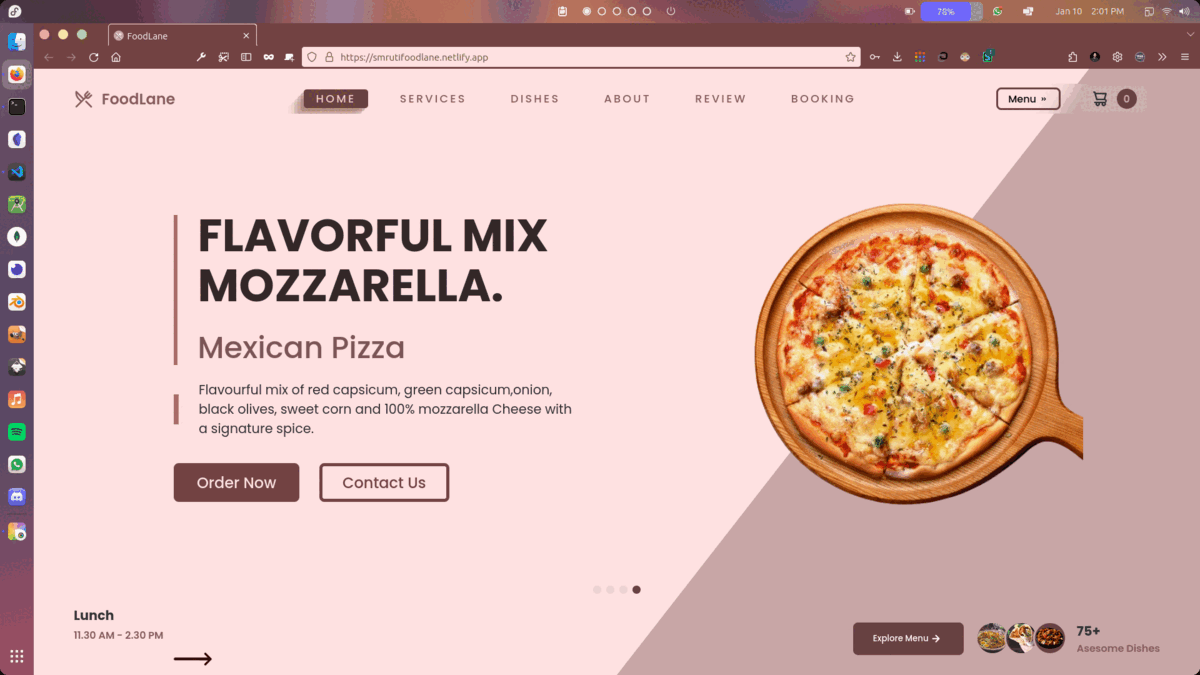 78%
Jan 10 2:01 PM
FoodLane
https://smrutifoodlane.netlify.app
FoodLane
HOME
SERVICES
DISHES
ABOUT
REVIEW
BOOKING
Menu »
0
FLAVORFUL MIX
MOZZARELLA.
Mexican Pizza
Flavourful mix of red capsicum, green capsicum,onion,
black olives, sweet corn and 100% mozzarella Cheese with
a signature spice.
Order Now
Contact Us
Lunch
11.30 AM - 2.30 PM
Explore Menu
75+
Asesome Dishes